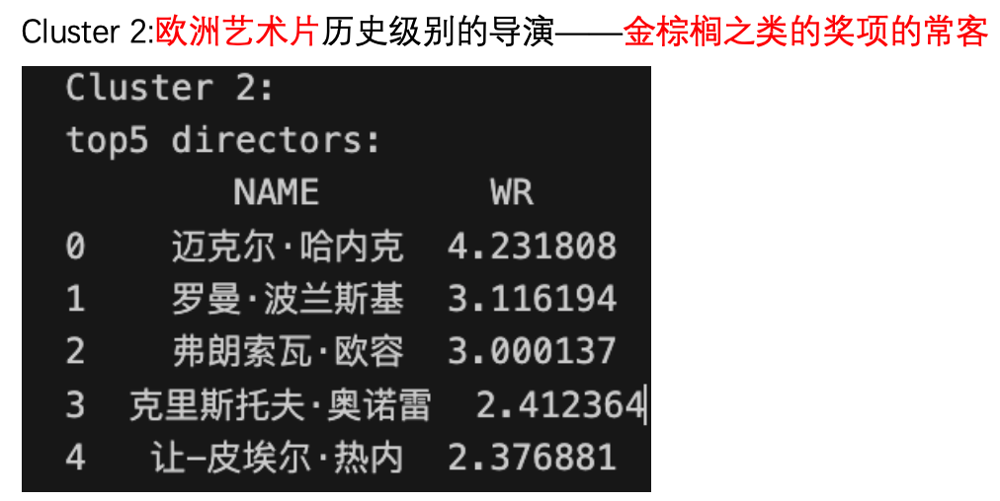 Cluster 2:欧洲艺术片历史级别的导演——金棕榈之类的奖项的常客
Cluster 2:
top5 directors:
NAME WR
0 迈克尔·哈内克 4.231808
1 罗曼·波兰斯基 3.116194
2 弗朗索瓦·欧容 3.000137
3 克里斯托夫·奥诺雷 2.412364
4 让-皮埃尔·热内 2.376881